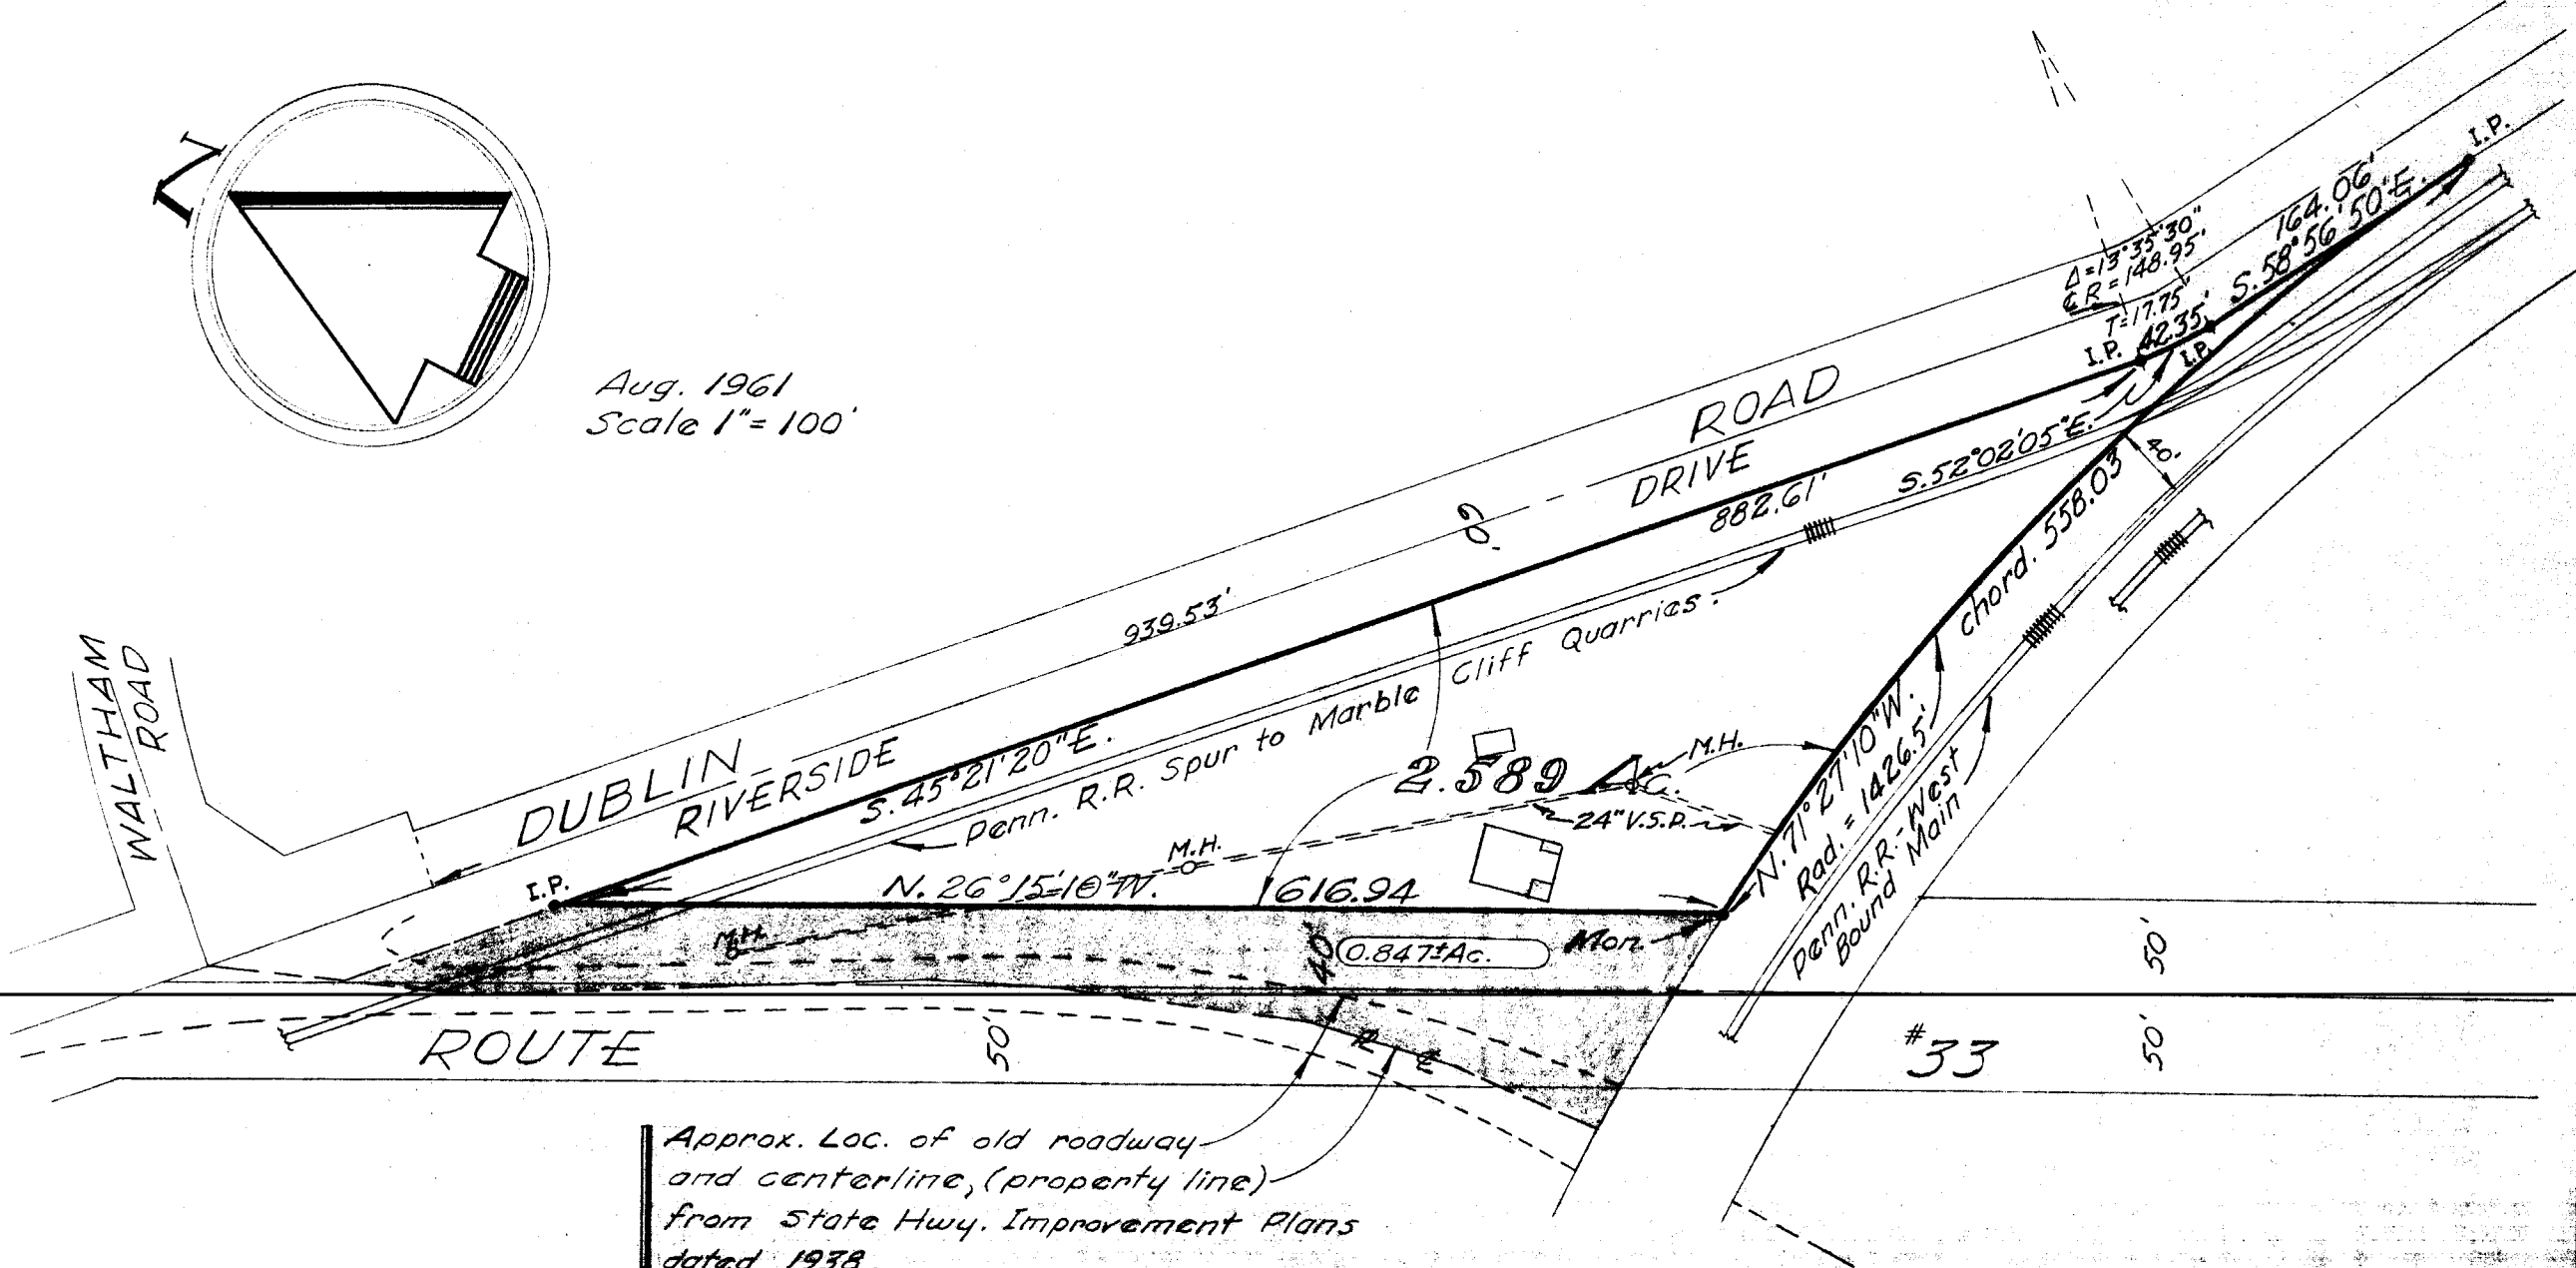 N
Aug. 1961
Scale 1"= 100'
I.P.
164.06'
S.58°56'50"E.
Δ=13°35'30"
℄ R = 148.95'
T=17.75'
42.35'
I.P.
I.P.
ROAD
DRIVE
60'
882.61'
S.52°02'05"E.
40'
chord. 558.03'
939.53'
Penn. R.R. Spur to Marble Cliff Quarries.
WALTHAM
ROAD
DUBLIN
RIVERSIDE
S.45°21'20"E.
2.589 Ac.
M.H.
24" V.S.P.
M.H.
N.71°27'10"W.
Rad. = 1426.5'
Penn. R.R. - West
Bound Main
I.P.
N. 26°15'10"W.
616.94
M.H.
40'
0.847±Ac.
Mon.
50'
ROUTE
50'
#33
50'
℄
Approx. Loc. of old roadway
and centerline, (property line)
from State Hwy. Improvement Plans
dated 1938